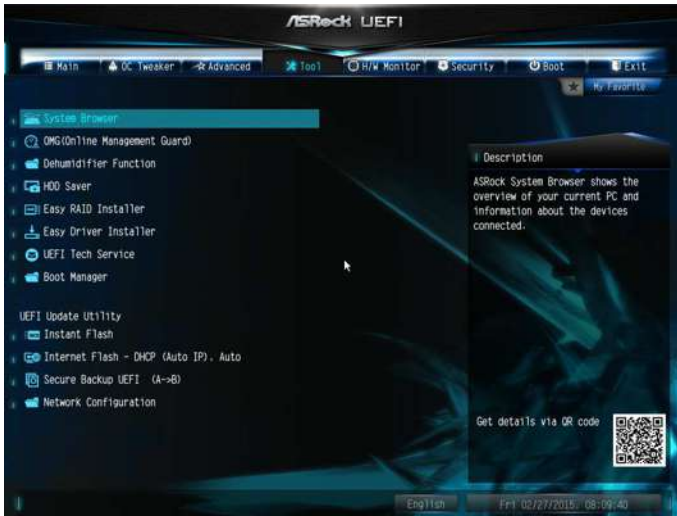 ASRock UEFI
Main OC Tweaker Advanced Tool H/W Monitor Security Boot Exit
My Favorite
System Browser
OMG(Online Management Guard)
Dehumidifier Function
HDD Saver
Easy RAID Installer
Easy Driver Installer
UEFI Tech Service
Boot Manager
UEFI Update Utility
Instant Flash
Internet Flash - DHCP (Auto IP), Auto
Secure Backup UEFI (A->B)
Network Configuration
Description
ASRock System Browser shows the
overview of your current PC and
information about the devices
connected.
Get details via QR code
English
Fri 02/27/2015, 08:09:40